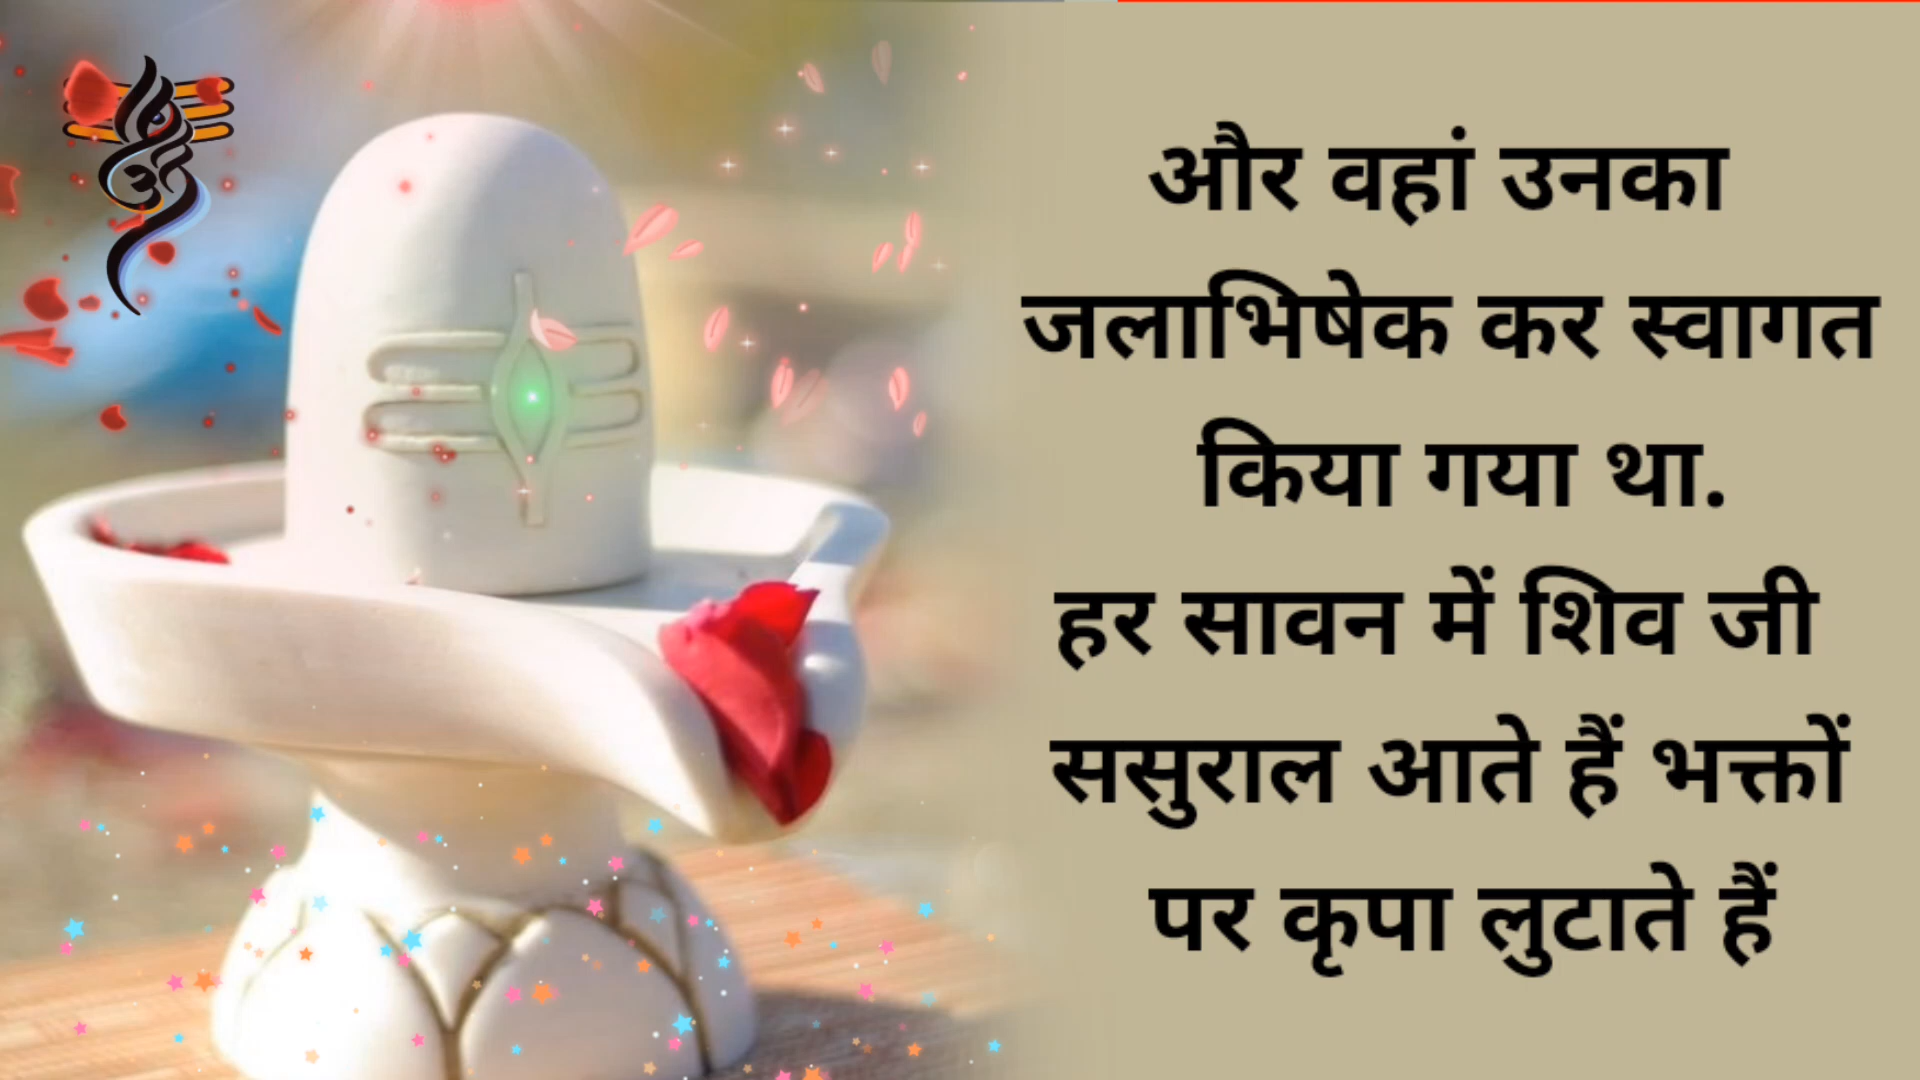 और वहां उनका
जलाभिषेक कर स्वागत
किया गया था.
हर सावन में शिव जी
ससुराल आते हैं भक्तों
पर कृपा लुटाते हैं